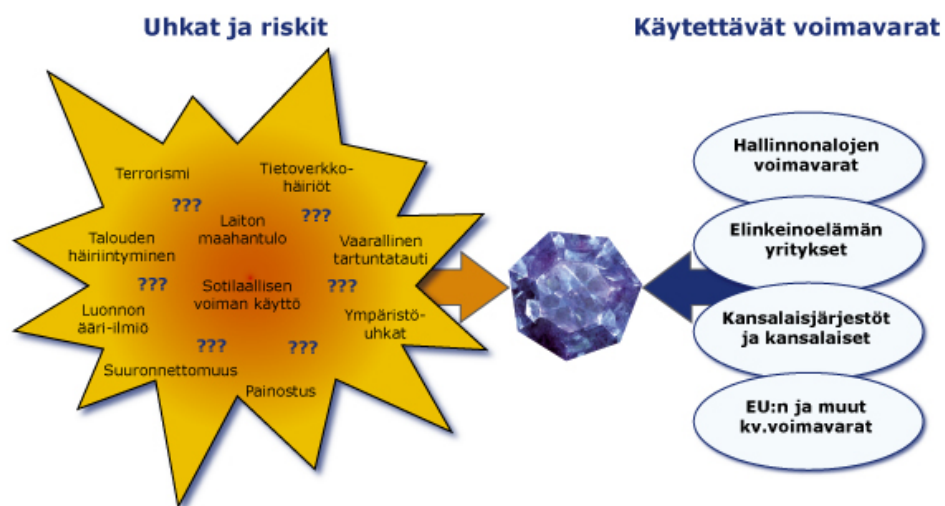 Uhkat ja riskit
Terrorismi
Tietoverkko-
häiriöt
???
???
Laiton
maahantulo
Talouden
häiriintyminen
Vaarallinen
tartuntatauti
???
Sotilaallisen
voiman käyttö
???
Luonnon
ääri-ilmiö
Ympäristö-
uhkat
???
???
Suuronnettomuus
Painostus
Käytettävät voimavarat
Hallinnonalojen
voimavarat
Elinkeinoelämän
yritykset
Kansalaisjärjestöt
ja kansalaiset
EU:n ja muut
kv.voimavarat